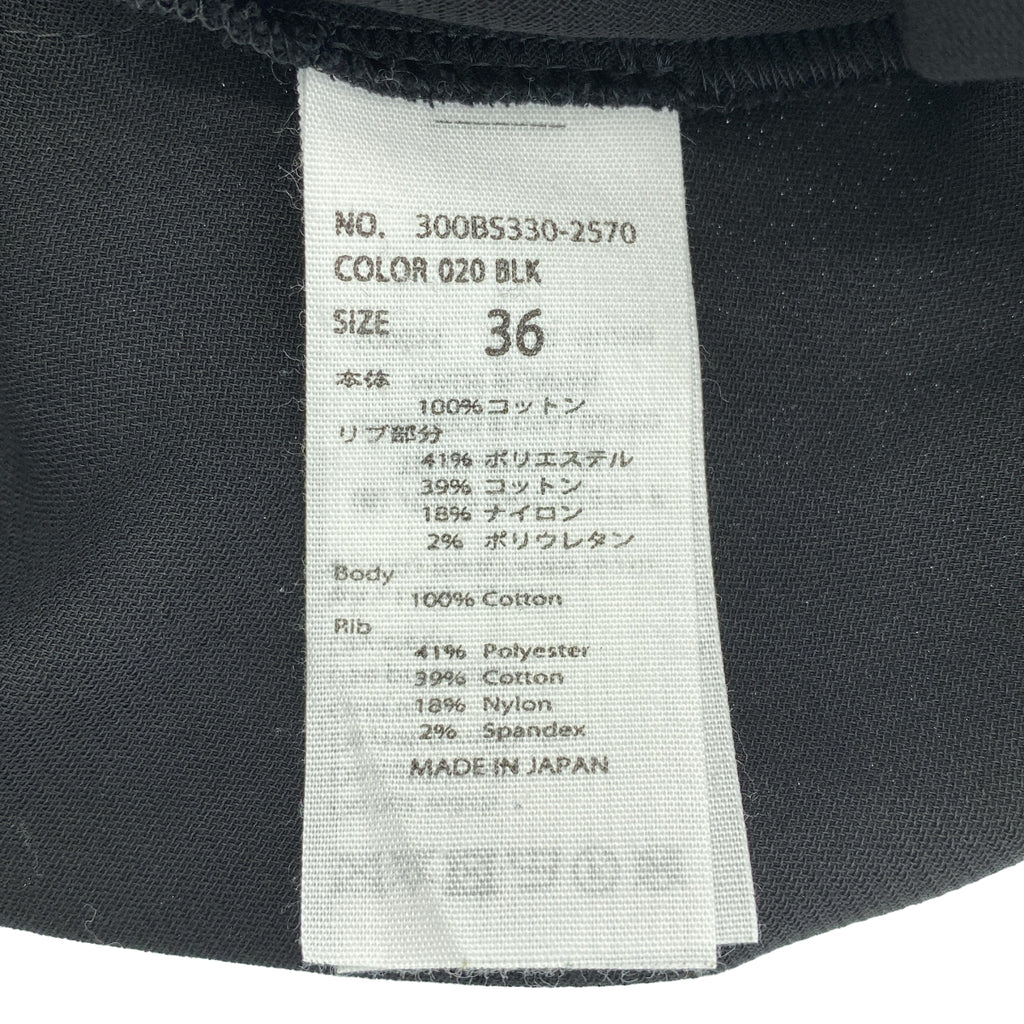 NO. 300BS330-2570
COLOR 020 BLK
SIZE 36
本体
100% コットン
リブ部分
41% ポリエステル
39% コットン
18% ナイロン
2% ポリウレタン
Body
100% Cotton
Rib
41% Polyester
39% Cotton
18% Nylon
2% Spandex
MADE IN JAPAN